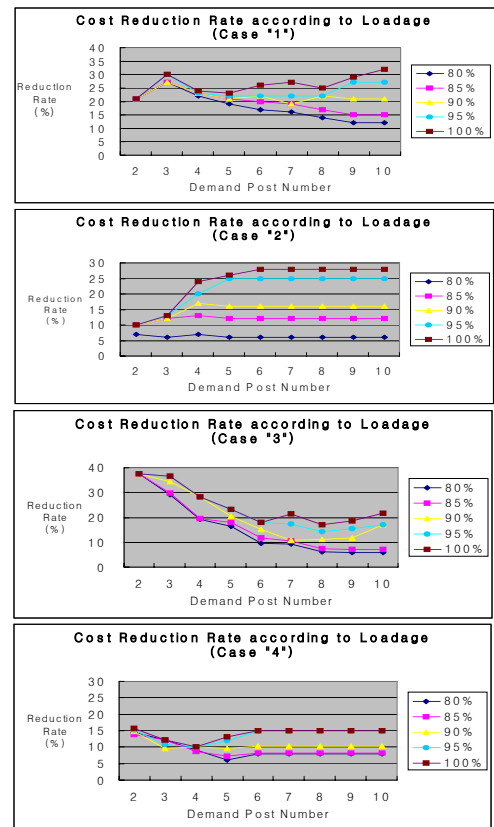 Cost Reduction Rate according to Loadage
(Case "1")
40
35
30
25
20
15
10
5
0
Reduction
Rate
(%)
2 3 4 5 6 7 8 9 10
Demand Post Number
80%
85%
90%
95%
100%
Cost Reduction Rate according to Loadage
(Case "2")
30
25
20
15
10
5
0
Reduction
Rate
(%)
2 3 4 5 6 7 8 9 10
Demand Post Number
80%
85%
90%
95%
100%
Cost Reduction Rate according to Loadage
(Case "3")
40
30
20
10
0
Reduction
Rate
(%)
2 3 4 5 6 7 8 9 10
Demand Post Number
80%
85%
90%
95%
100%
Cost Reduction Rate according to Loadage
(Case "4")
30
25
20
15
10
5
0
Reduction
Rate
(%)
2 3 4 5 6 7 8 9 10
Demand Post Number
80%
85%
90%
95%
100%